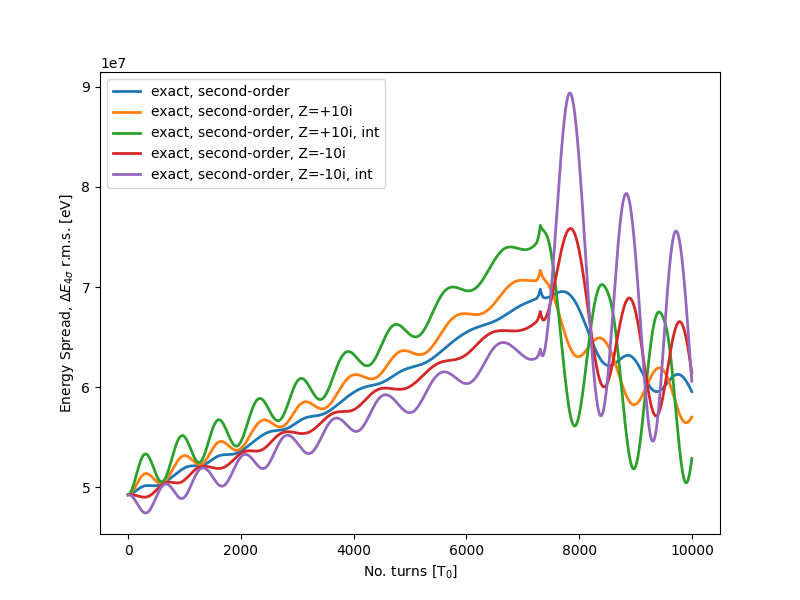 1e7
9
8
7
6
5
Energy Spread, ΔE₄σ r.m.s. [eV]
exact, second-order
exact, second-order, Z=+10i
exact, second-order, Z=+10i, int
exact, second-order, Z=-10i
exact, second-order, Z=-10i, int
0 2000 4000 6000 8000 10000
No. turns [T₀]